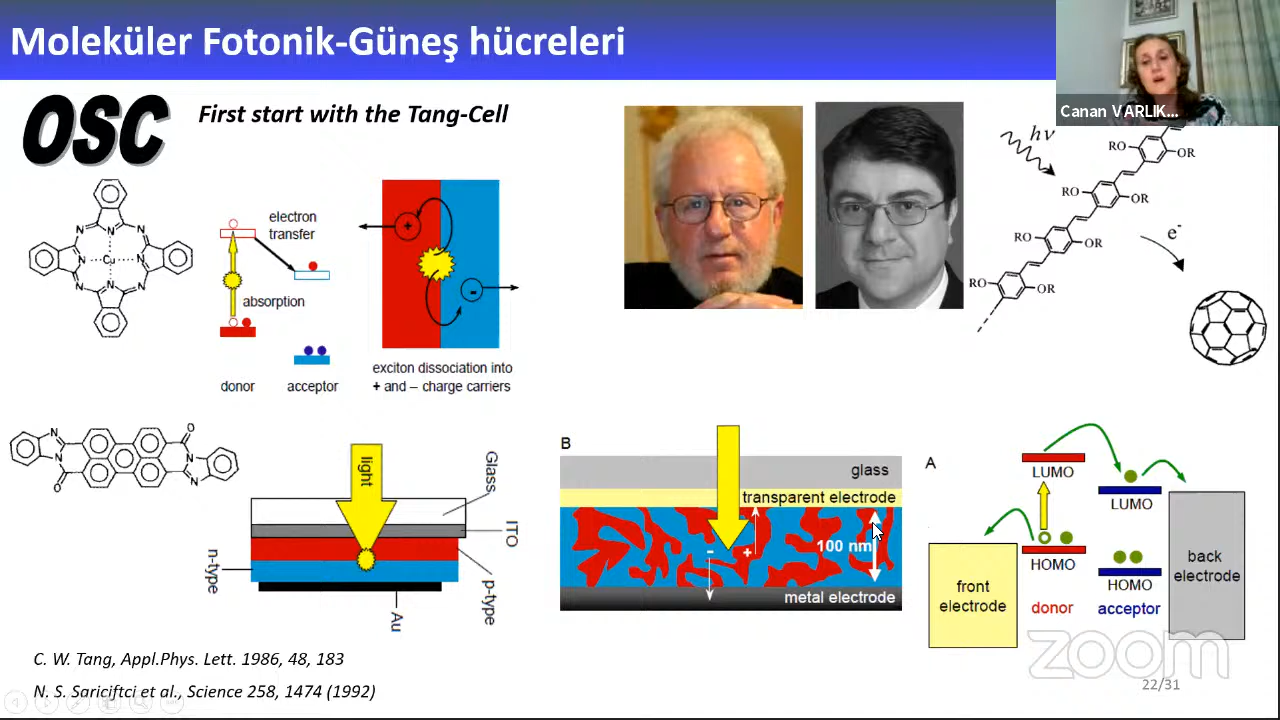 Moleküler Fotonik-Güneş hücreleri
Canan VARLIK...
OSC
First start with the Tang-Cell
hν
RO
OR
RO
OR
RO
OR
RO
OR
e-
N
N
N
N
Cu
N
N
N
N
electron
transfer
absorption
donor
acceptor
+
-
exciton dissociation into
+ and – charge carriers
N
O
N
N
O
N
light
Glass
ITO
n-type
p-type
Au
B
glass
transparent electrode
100 nm
-
+
metal electrode
A
LUMO
LUMO
HOMO
HOMO
front
electrode
donor
acceptor
back
electrode
zoom
C. W. Tang, Appl.Phys. Lett. 1986, 48, 183
N. S. Sariciftci et al., Science 258, 1474 (1992)
22/31